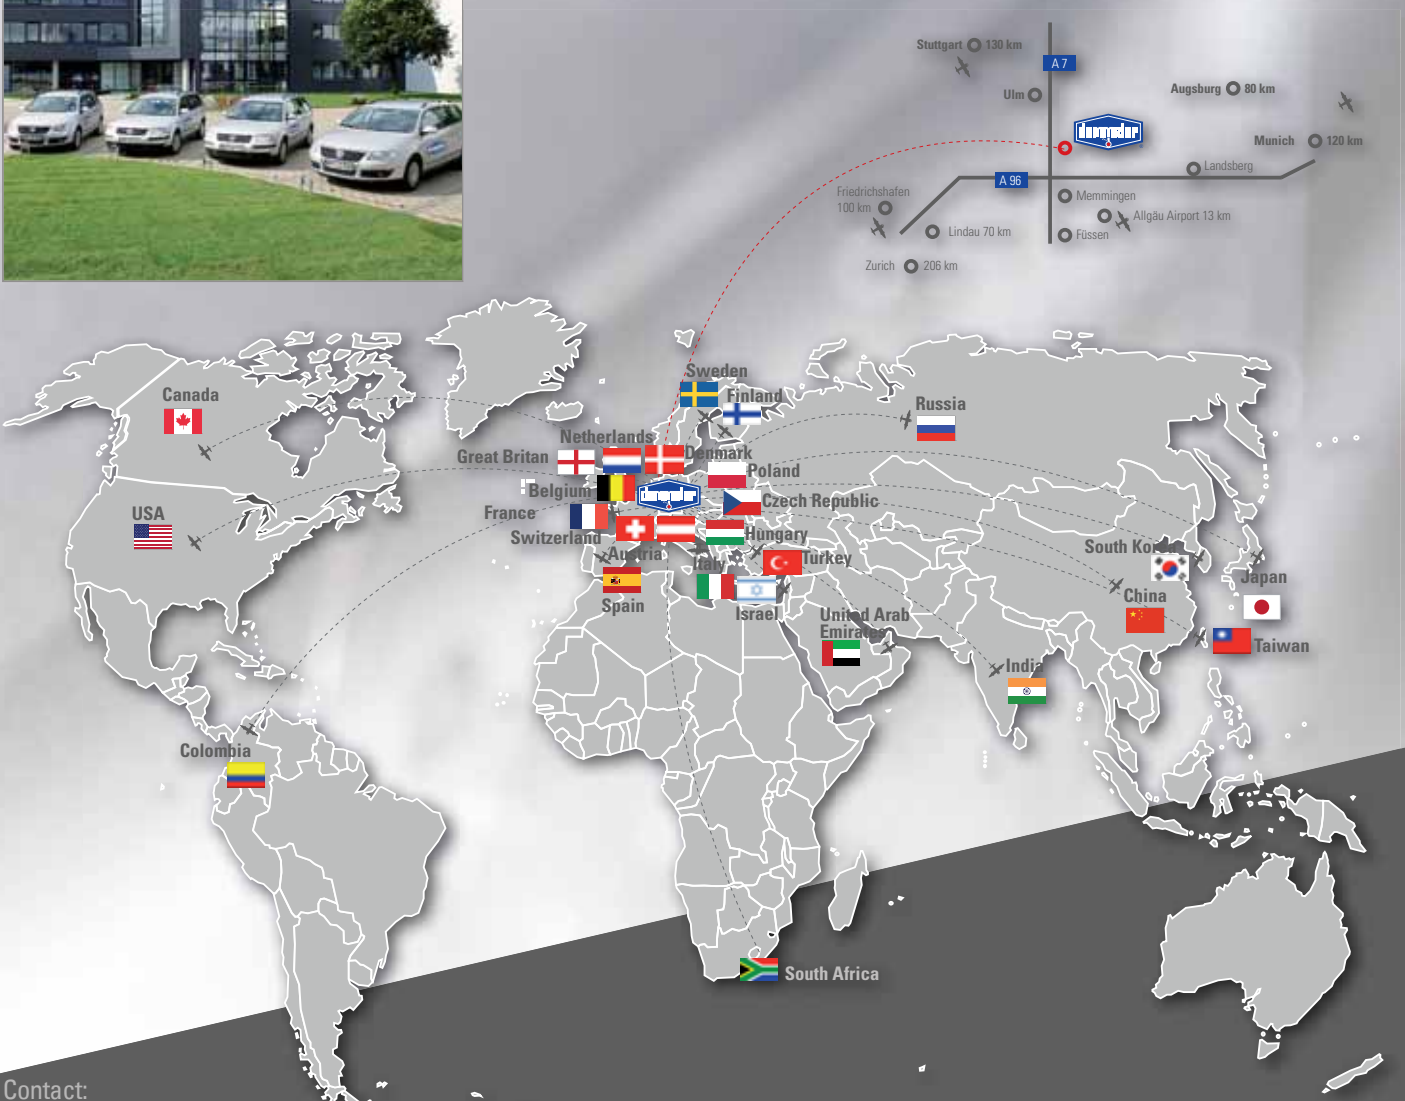 Stuttgart 130 km
A 7
Ulm
Augsburg 80 km
Munich 120 km
Landsberg
A 96
Friedrichshafen
100 km
Memmingen
Allgäu Airport 13 km
Lindau 70 km
Füssen
Zurich 206 km
Sweden
Canada
Finland
Russia
Netherlands
Great Britan
Denmark
Poland
Belgium
Czech Republic
France
USA
Switzerland
Hungary
Austria
Italy
Turkey
South Korea
Japan
China
Spain
Israel
United Arab
Emirates
Taiwan
India
Colombia
South Africa
Contact: